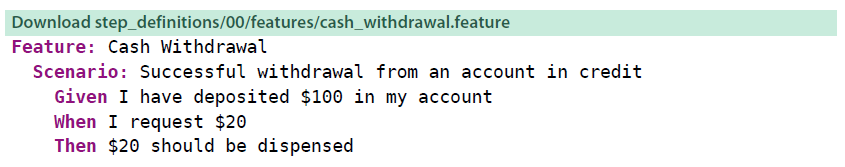 Download step_definitions/00/features/cash_withdrawal.feature
Feature: Cash Withdrawal
Scenario: Successful withdrawal from an account in credit
Given I have deposited $100 in my account
When I request $20
Then $20 should be dispensed